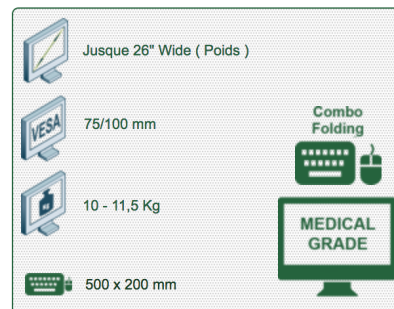 Jusque 26" Wide ( Poids )
VESA
75/100 mm
Combo
Folding
10 - 11,5 Kg
MEDICAL
GRADE
500 x 200 mm